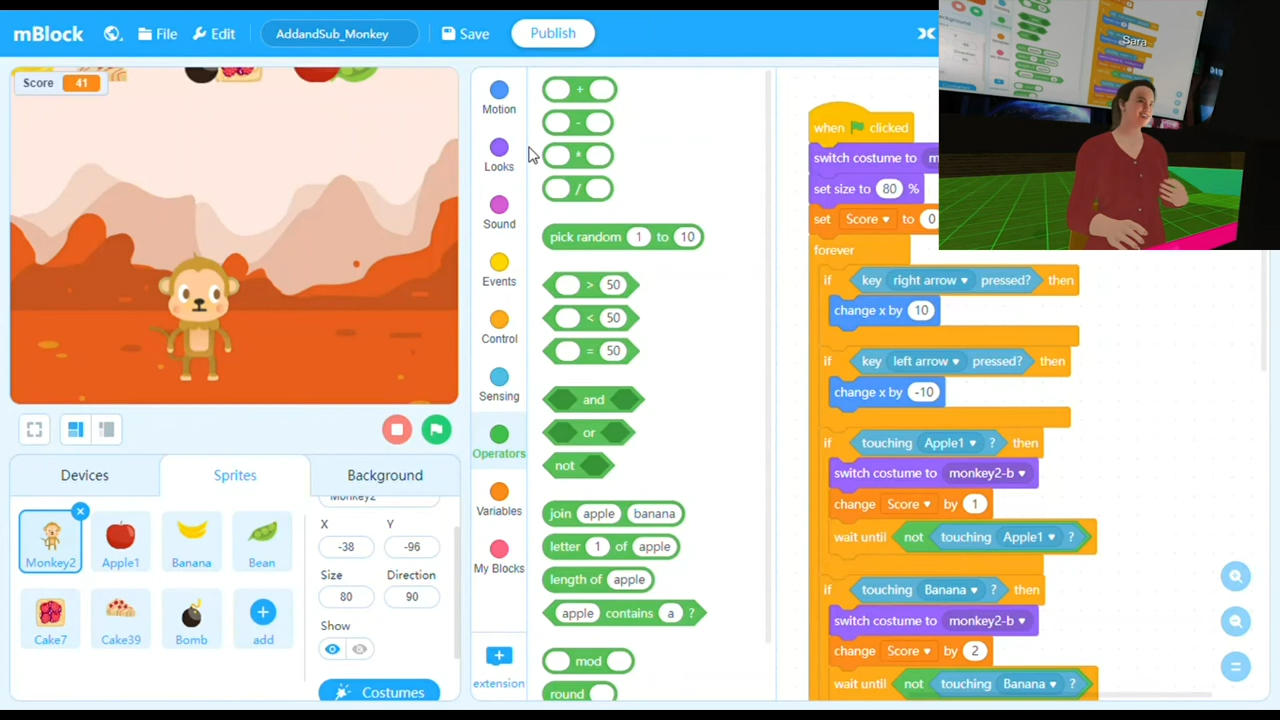 mBlock
File
Edit
AddandSub_Monkey
Save
Publish
Sara
Score 41
Motion
Looks
Sound
Events
Control
Sensing
Operators
Variables
My Blocks
extension
+
-
*
/
pick random 1 to 10
> 50
< 50
= 50
and
or
not
join apple banana
letter 1 of apple
length of apple
apple contains a ?
mod
round
when clicked
switch costume to m
set size to 80 %
set Score to 0
forever
if key right arrow pressed? then
change x by 10
if key left arrow pressed? then
change x by -10
if touching Apple1 ? then
switch costume to monkey2-b
change Score by 1
wait until not touching Apple1 ?
if touching Banana ? then
switch costume to monkey2-b
change Score by 2
wait until not touching Banana ?
Devices
Sprites
Background
Monkey2
Apple1
Banana
Bean
Cake7
Cake39
Bomb
add
Monkey2
X
Y
-38
-96
Size
Direction
80
90
Show
Costumes